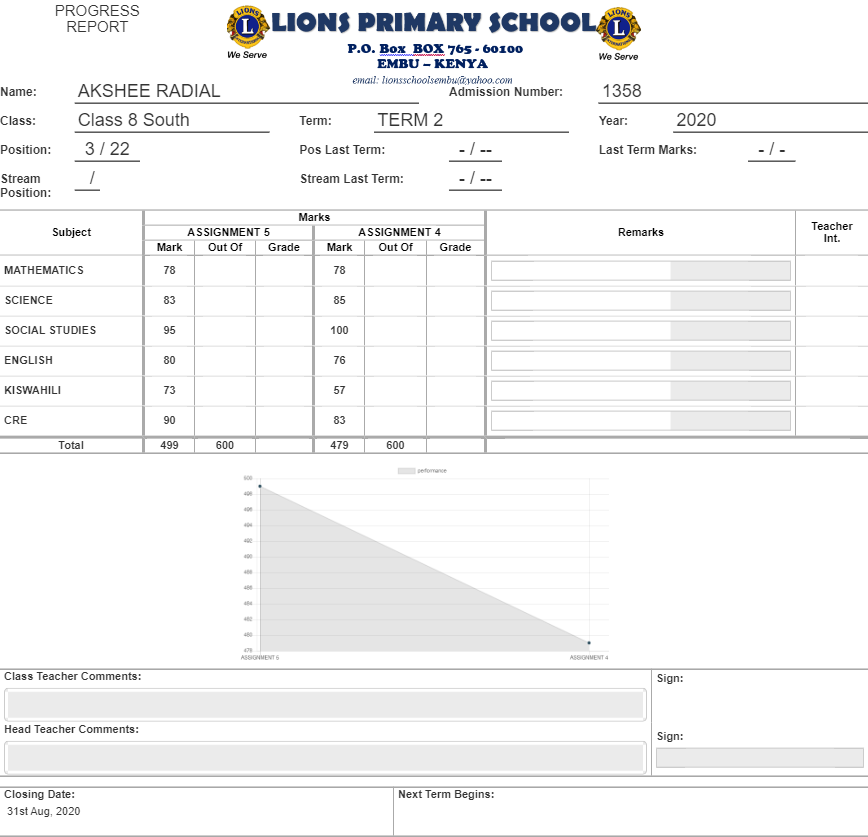 PROGRESS
REPORT
LIONS L INTERNATIONAL
We Serve
LIONS PRIMARY SCHOOL
LIONS L INTERNATIONAL
We Serve
P.O. Box BOX 765 - 60100
EMBU – KENYA
email: lionsschoolsembu@yahoo.com
Name: AKSHEE RADIAL Admission Number: 1358
Class: Class 8 South Term: TERM 2 Year: 2020
Position: 3 / 22 Pos Last Term: - / -- Last Term Marks: - / -
Stream Position: / Stream Last Term: - / --
Subject Marks Remarks Teacher Int.
ASSIGNMENT 5 ASSIGNMENT 4
Mark Out Of Grade Mark Out Of Grade
MATHEMATICS 78 78
SCIENCE 83 85
SOCIAL STUDIES 95 100
ENGLISH 80 76
KISWAHILI 73 57
CRE 90 83
Total 499 600 479 600
performance
500
498
496
494
492
490
488
486
484
482
480
478
ASSIGNMENT 5 ASSIGNMENT 4
Class Teacher Comments: Sign:
Head Teacher Comments: Sign:
Closing Date: Next Term Begins:
31st Aug, 2020